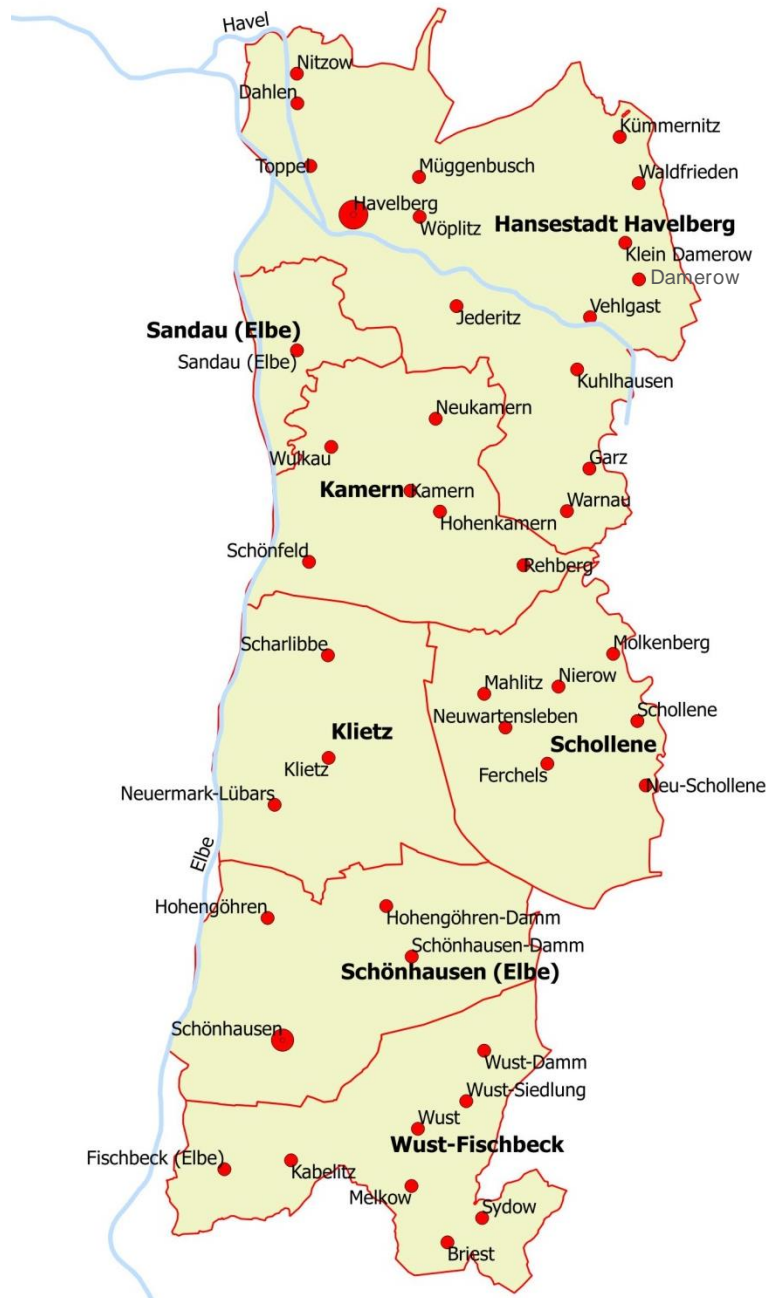 Havel
Nitzow
Dahlen
Kümmernitz
Toppel
Müggenbusch
Waldfrieden
Havelberg
Wöplitz
Hansestadt Havelberg
Klein Damerow
Damerow
Jederitz
Vehlgast
Sandau (Elbe)
Sandau (Elbe)
Kuhlhausen
Neukamern
Wulkau
Garz
Kamern
Kamern
Warnau
Hohenkamern
Schönfeld
Rehberg
Scharlibbe
Molkenberg
Mahlitz
Nierow
Neuwartensleben
Schollene
Klietz
Schollene
Klietz
Ferchels
Neuermark-Lübars
Neu-Schollene
Elbe
Hohengöhren
Hohengöhren-Damm
Schönhausen-Damm
Schönhausen (Elbe)
Schönhausen
Wust-Damm
Wust-Siedlung
Wust
Wust-Fischbeck
Fischbeck (Elbe)
Kabelitz
Melkow
Sydow
Briest